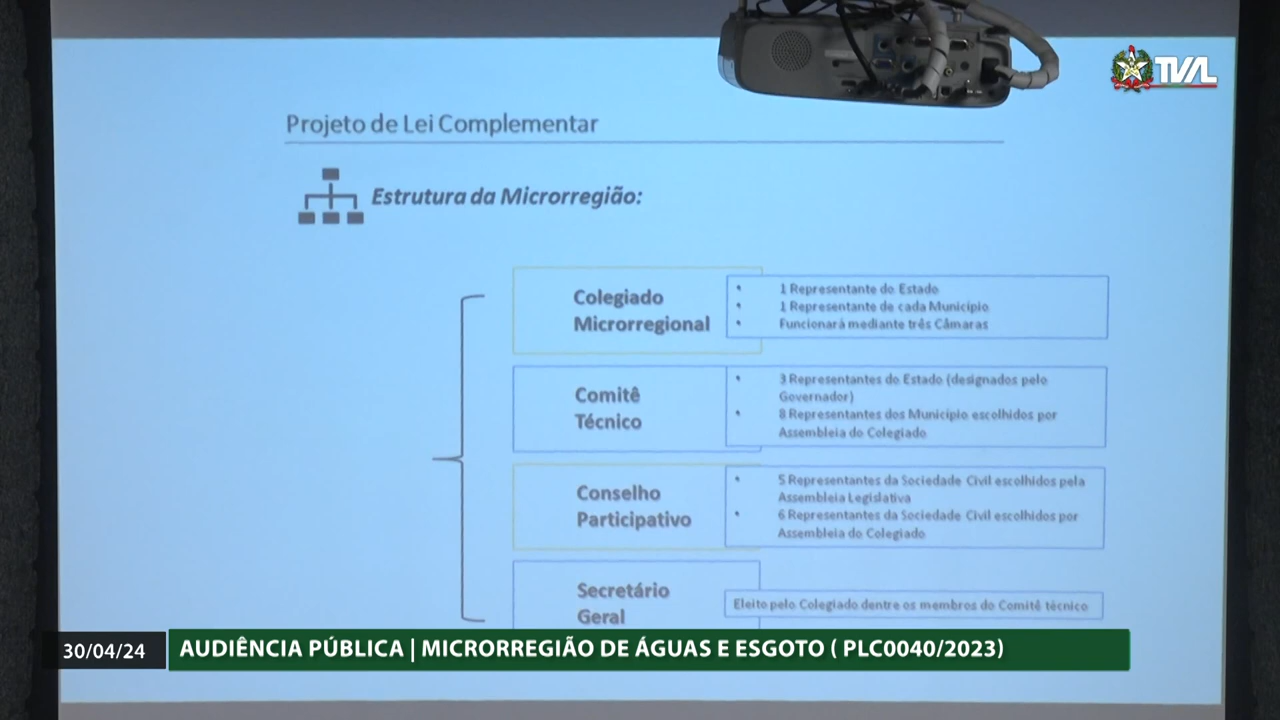 TVAL
Projeto de Lei Complementar
Estrutura da Microrregião:
Colegiado
Microrregional
• 1 Representante do Estado
• 1 Representante de cada Município
• Funcionará mediante três Câmaras
Comitê
Técnico
• 3 Representantes do Estado (designados pelo
Governador)
• 8 Representantes dos Município escolhidos por
Assembleia do Colegiado
Conselho
Participativo
• 5 Representantes da Sociedade Civil escolhidos pela
Assembleia Legislativa
• 6 Representantes da Sociedade Civil escolhidos por
Assembleia do Colegiado
Secretário
Geral
Eleito pelo Colegiado dentre os membros do Comitê técnico
30/04/24
AUDIÊNCIA PÚBLICA | MICRORREGIÃO DE ÁGUAS E ESGOTO ( PLC0040/2023)